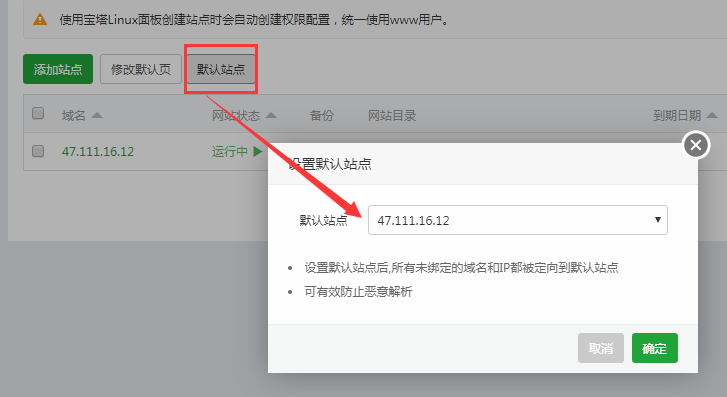 使用宝塔Linux面板创建站点时会自动创建权限配置，统一使用www用户。
添加站点 修改默认页 默认站点
域名 网站状态 备份 网站目录 到期日期
47.111.16.12 运行中
设置默认站点
默认站点 47.111.16.12
设置默认站点后,所有未绑定的域名和IP都被定向到默认站点
可有效防止恶意解析
取消 确定